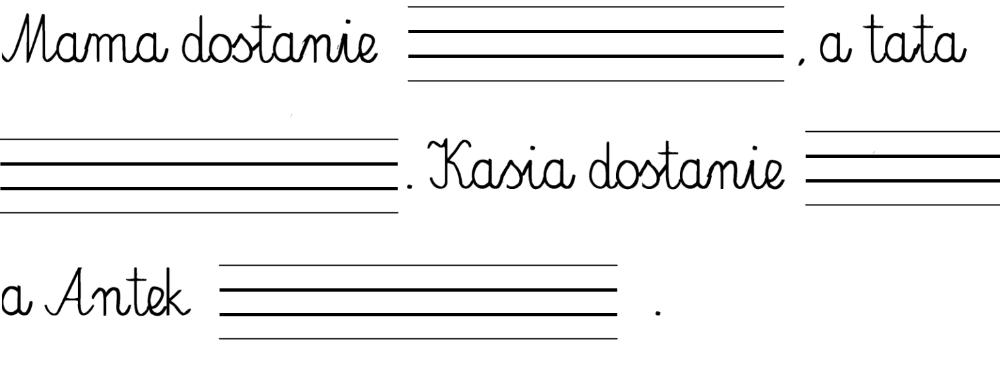 Mama dostanie , a tata
. Kasia dostanie
a Antek .